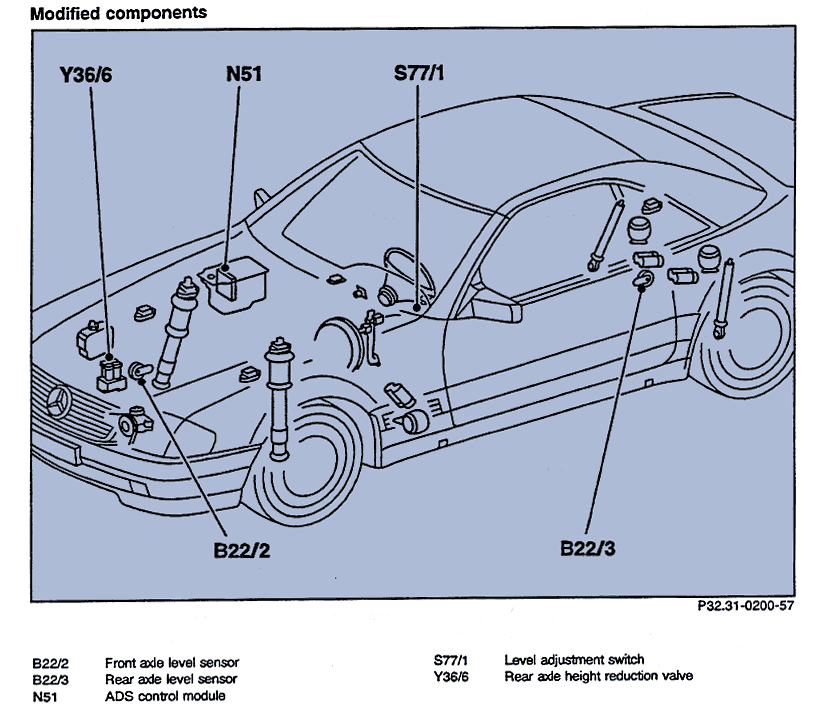 Modified components
Y36/6 N51 S77/1
B22/2 B22/3
P32.31-0200-57
B22/2 Front axle level sensor
B22/3 Rear axle level sensor
N51 ADS control module
S77/1 Level adjustment switch
Y36/6 Rear axle height reduction valve